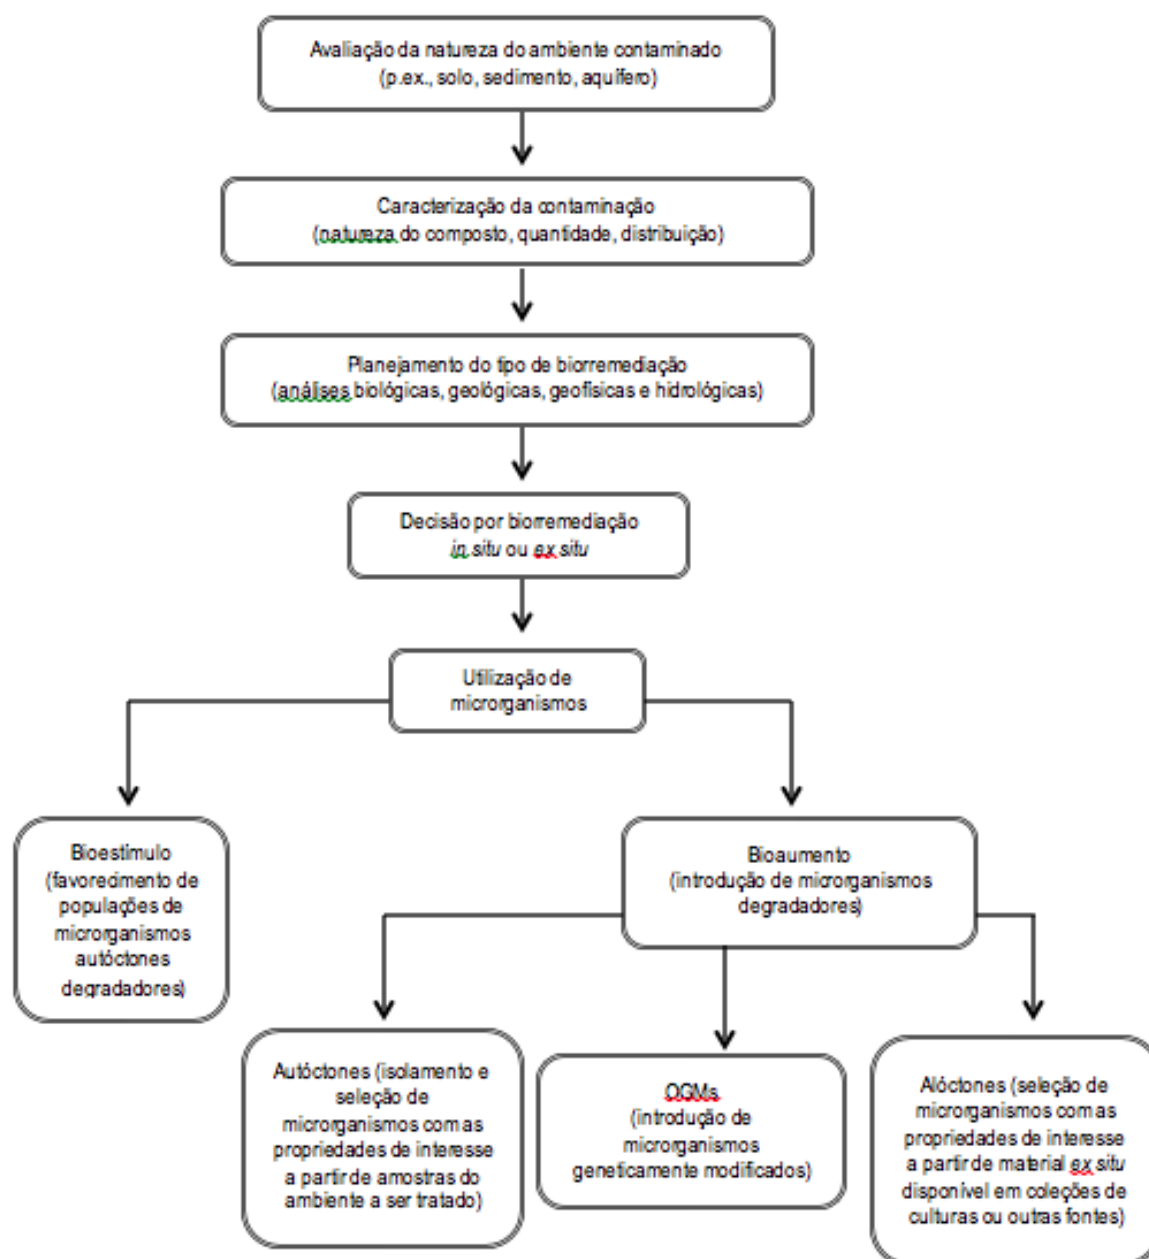 Avaliação da natureza do ambiente contaminado
(p.ex., solo, sedimento, aquífero)
Caracterização da contaminação
(natureza do composto, quantidade, distribuição)
Planejamento do tipo de biorremediação
(análises biológicas, geológicas, geofísicas e hidrológicas)
Decisão por biorremediação
in situ ou ex situ
Utilização de
microrganismos
Bioestímulo
(favorecimento de
populações de
microrganismos
autóctones
degradadores)
Bioaumento
(introdução de microrganismos
degradadores)
Autóctones (isolamento e
seleção de
microrganismos com as
propriedades de interesse
a partir de amostras do
ambiente a ser tratado)
OGMs
(introdução de
microrganismos
geneticamente modificados)
Alóctones (seleção de
microrganismos com as
propriedades de interesse
a partir de material ex situ
disponível em coleções de
culturas ou outras fontes)